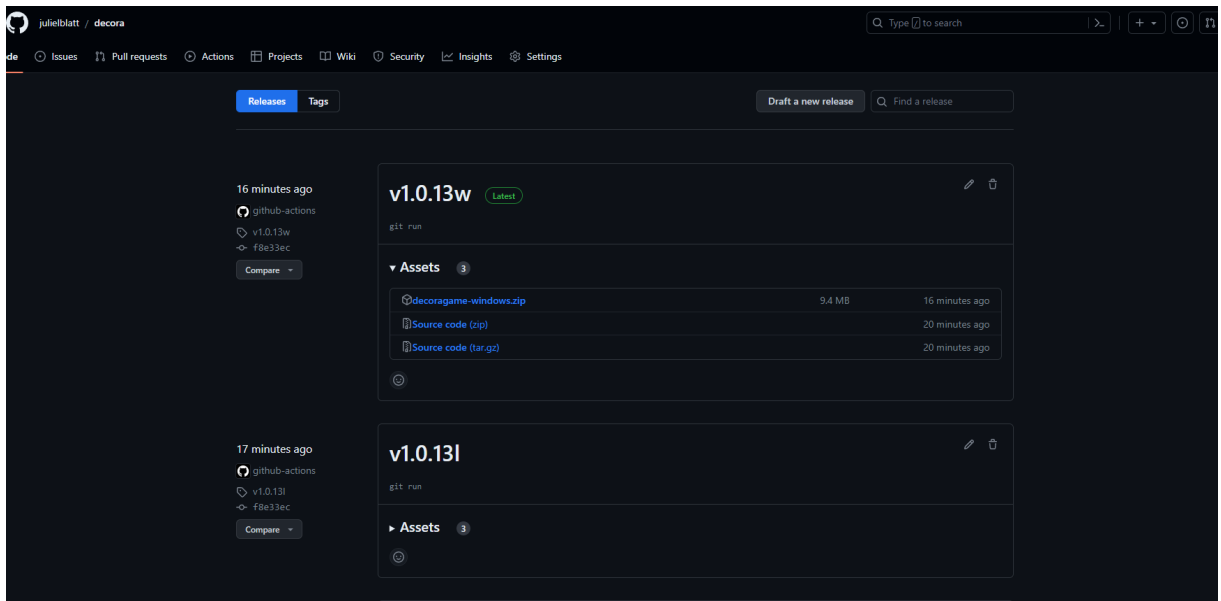 julielblatt / decora
Type / to search
de Issues Pull requests Actions Projects Wiki Security Insights Settings
Releases Tags
Draft a new release
Find a release
16 minutes ago
github-actions
v1.0.13w
f8e33ec
Compare
v1.0.13w Latest
git run
Assets 3
decoragame-windows.zip 9.4 MB 16 minutes ago
Source code (zip) 20 minutes ago
Source code (tar.gz) 20 minutes ago
17 minutes ago
github-actions
v1.0.13l
f8e33ec
Compare
v1.0.13l
git run
Assets 3